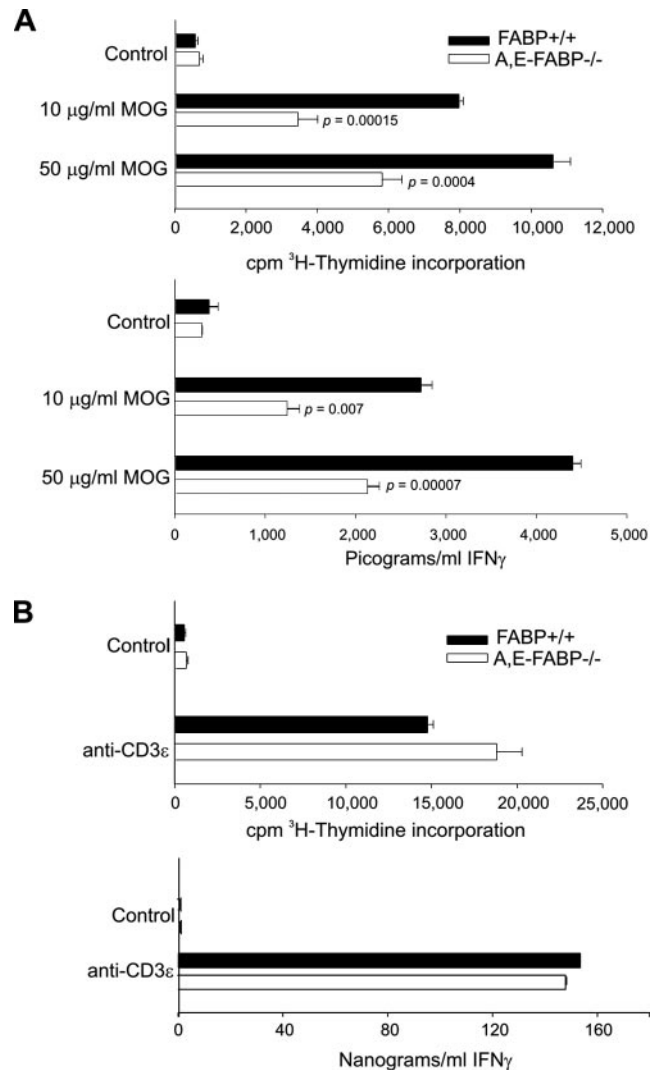 A
FABP+/+
A,E-FABP-/-
Control
10 µg/ml MOG
p = 0.00015
50 µg/ml MOG
p = 0.0004
0 2,000 4,000 6,000 8,000 10,000 12,000
cpm ³H-Thymidine incorporation
Control
10 µg/ml MOG
p = 0.007
50 µg/ml MOG
p = 0.00007
0 1,000 2,000 3,000 4,000 5,000
Picograms/ml IFNγ
B
FABP+/+
A,E-FABP-/-
Control
anti-CD3ε
0 5,000 10,000 15,000 20,000 25,000
cpm ³H-Thymidine incorporation
Control
anti-CD3ε
0 40 80 120 160
Nanograms/ml IFNγ